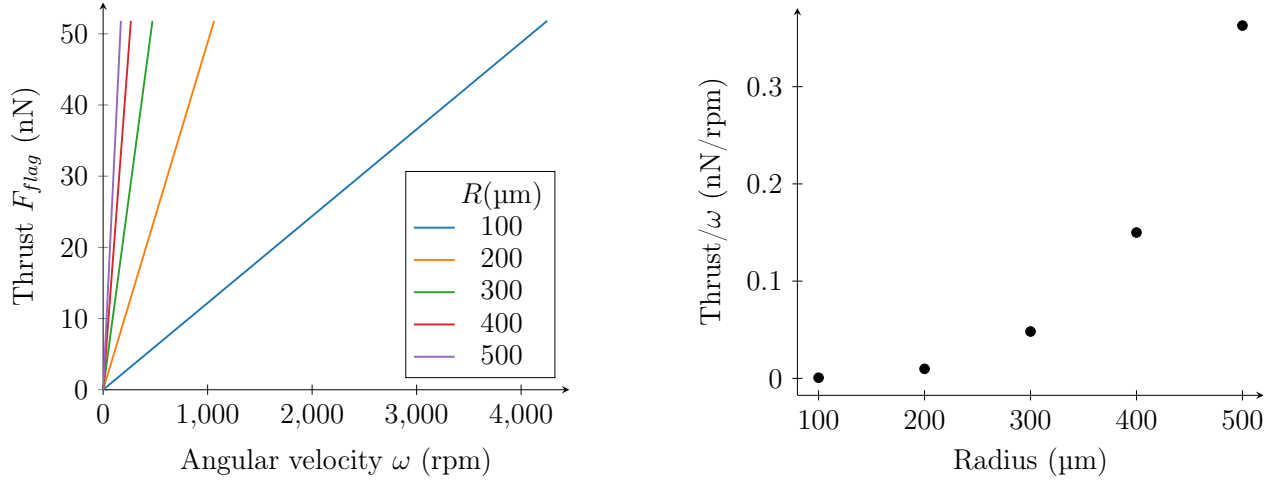 50
40
30
20
10
0
Thrust F_flag (nN)
0 1,000 2,000 3,000 4,000
Angular velocity ω (rpm)
R(µm)
100
200
300
400
500
0.3
0.2
0.1
0
Thrust/ω (nN/rpm)
100 200 300 400 500
Radius (µm)